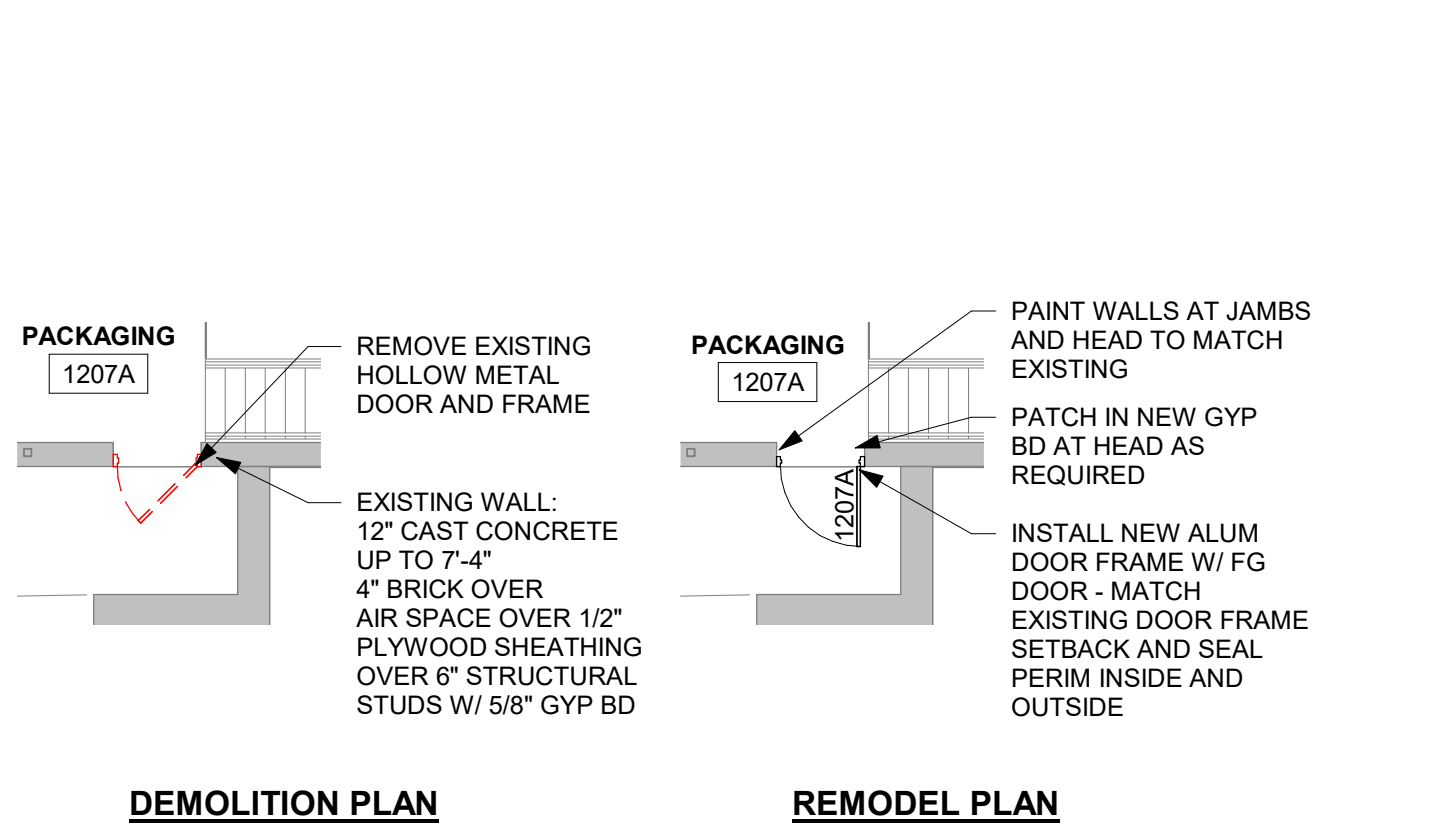 PACKAGING
1207A
REMOVE EXISTING
HOLLOW METAL
DOOR AND FRAME
EXISTING WALL:
12" CAST CONCRETE
UP TO 7'-4"
4" BRICK OVER
AIR SPACE OVER 1/2"
PLYWOOD SHEATHING
OVER 6" STRUCTURAL
STUDS W/ 5/8" GYP BD
DEMOLITION PLAN
PACKAGING
1207A
1207A
PAINT WALLS AT JAMBS
AND HEAD TO MATCH
EXISTING
PATCH IN NEW GYP
BD AT HEAD AS
REQUIRED
INSTALL NEW ALUM
DOOR FRAME W/ FG
DOOR - MATCH
EXISTING DOOR FRAME
SETBACK AND SEAL
PERIM INSIDE AND
OUTSIDE
REMODEL PLAN